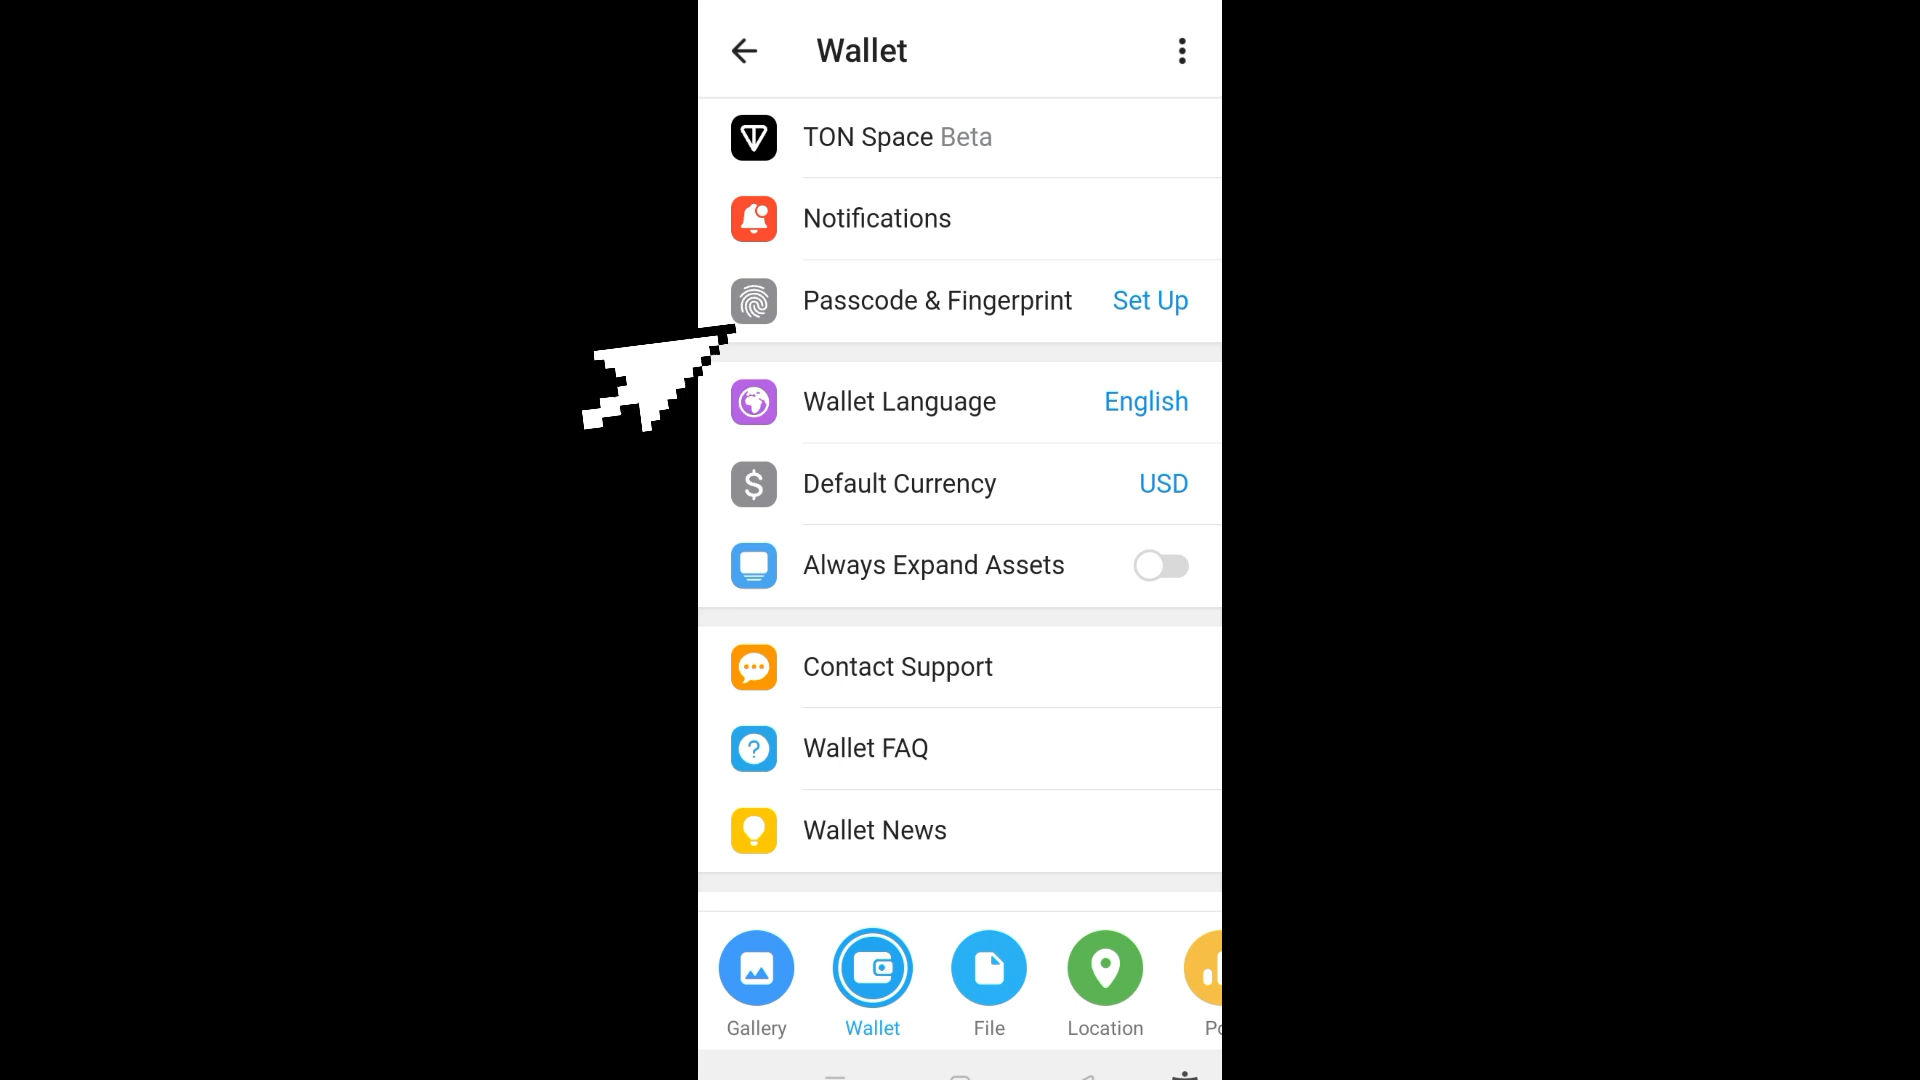 Wallet
TON Space Beta
Notifications
Passcode & Fingerprint Set Up
Wallet Language English
Default Currency USD
Always Expand Assets
Contact Support
Wallet FAQ
Wallet News
Gallery Wallet File Location